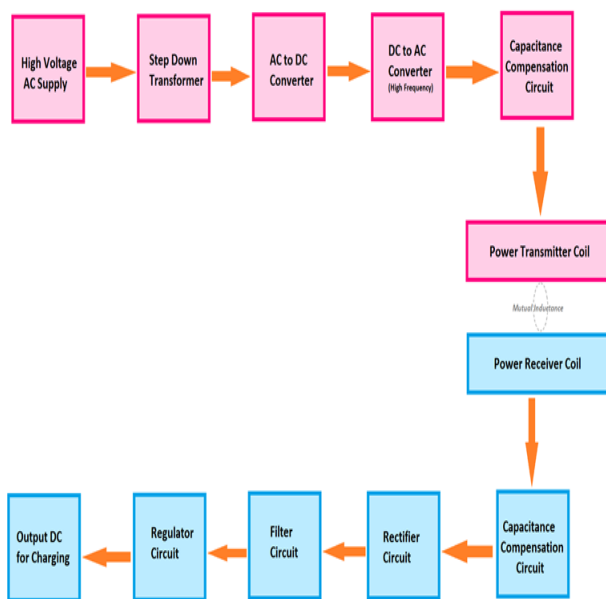 High Voltage
AC Supply
Step Down
Transformer
AC to DC
Converter
DC to AC
Converter
(High Frequency)
Capacitance
Compensation
Circuit
Power Transmitter Coil
Mutual Inductance
Power Receiver Coil
Capacitance
Compensation
Circuit
Rectifier
Circuit
Filter
Circuit
Regulator
Circuit
Output DC
for Charging